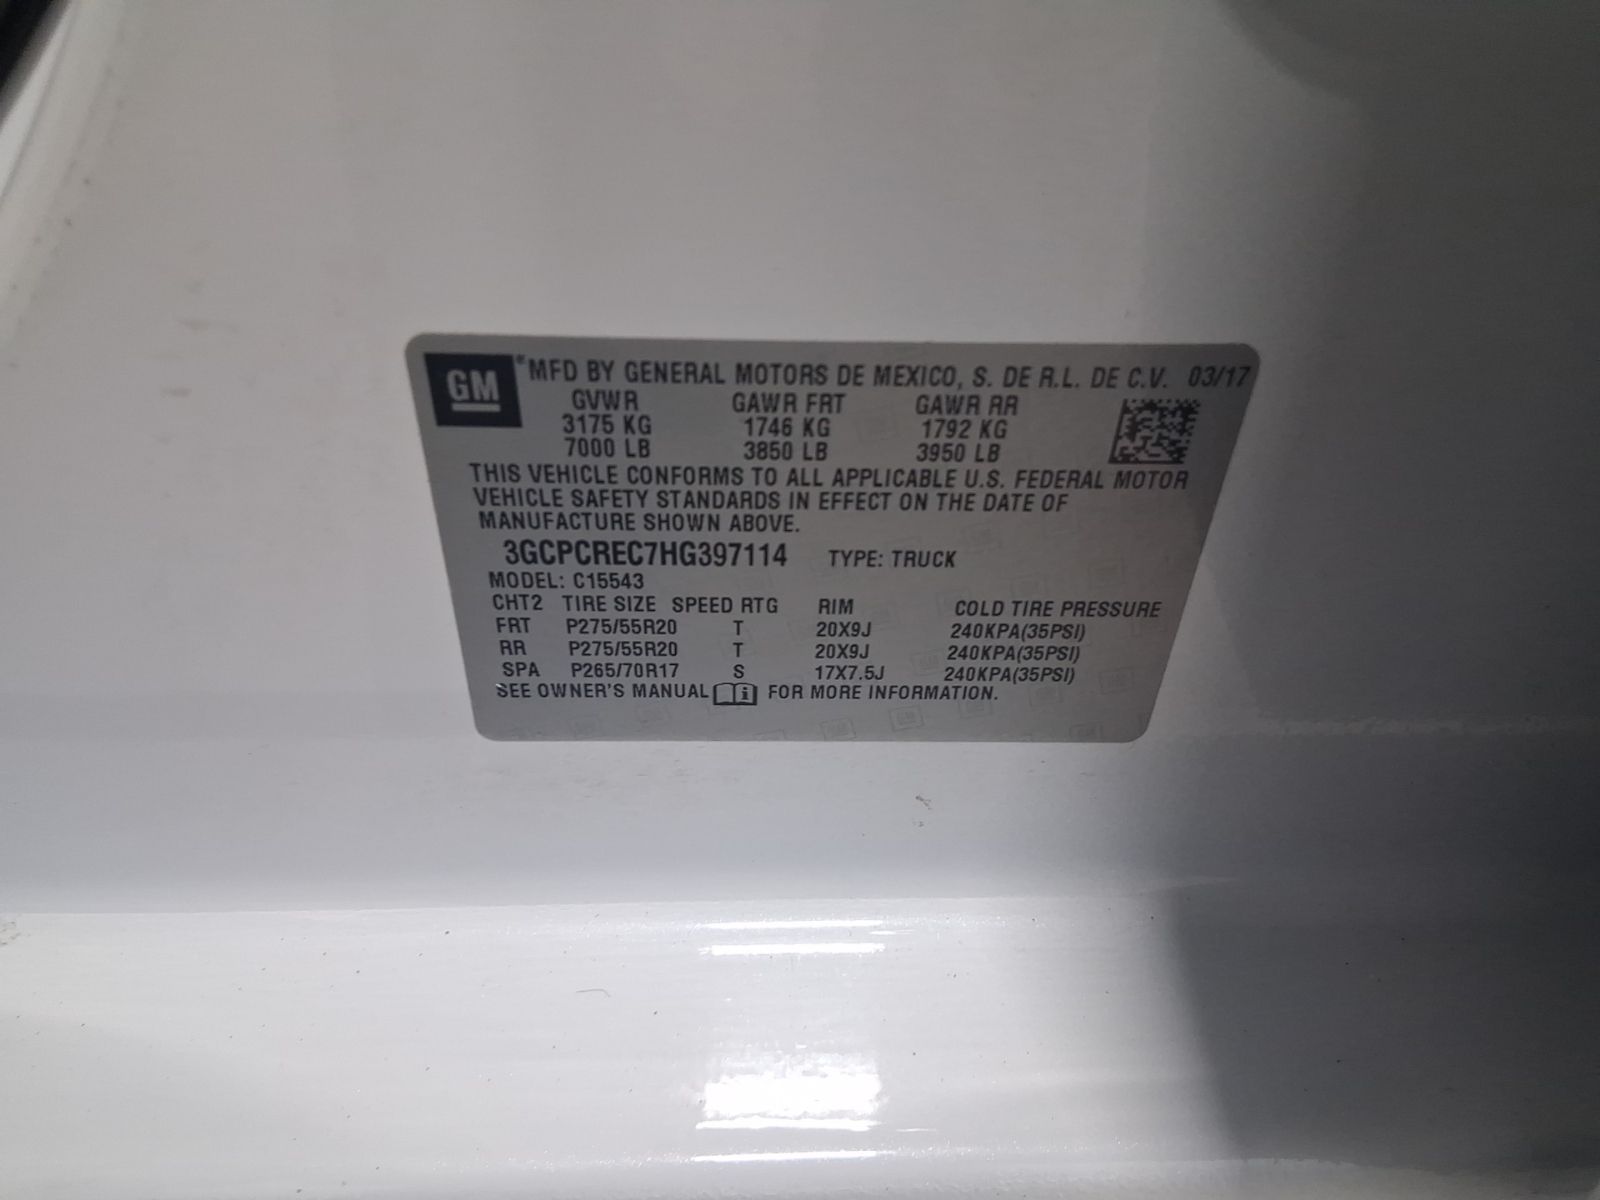 GM
*MFD BY GENERAL MOTORS DE MEXICO, S. DE R.L. DE C.V. 03/17
GVWR GAWR FRT GAWR RR
3175 KG 1746 KG 1792 KG
7000 LB 3850 LB 3950 LB
THIS VEHICLE CONFORMS TO ALL APPLICABLE U.S. FEDERAL MOTOR
VEHICLE SAFETY STANDARDS IN EFFECT ON THE DATE OF
MANUFACTURE SHOWN ABOVE.
3GCPCREC7HG397114 TYPE: TRUCK
MODEL: C15543
CHT2 TIRE SIZE SPEED RTG RIM COLD TIRE PRESSURE
FRT P275/55R20 T 20X9J 240KPA(35PSI)
RR P275/55R20 T 20X9J 240KPA(35PSI)
SPA P265/70R17 S 17X7.5J 240KPA(35PSI)
SEE OWNER'S MANUAL FOR MORE INFORMATION.